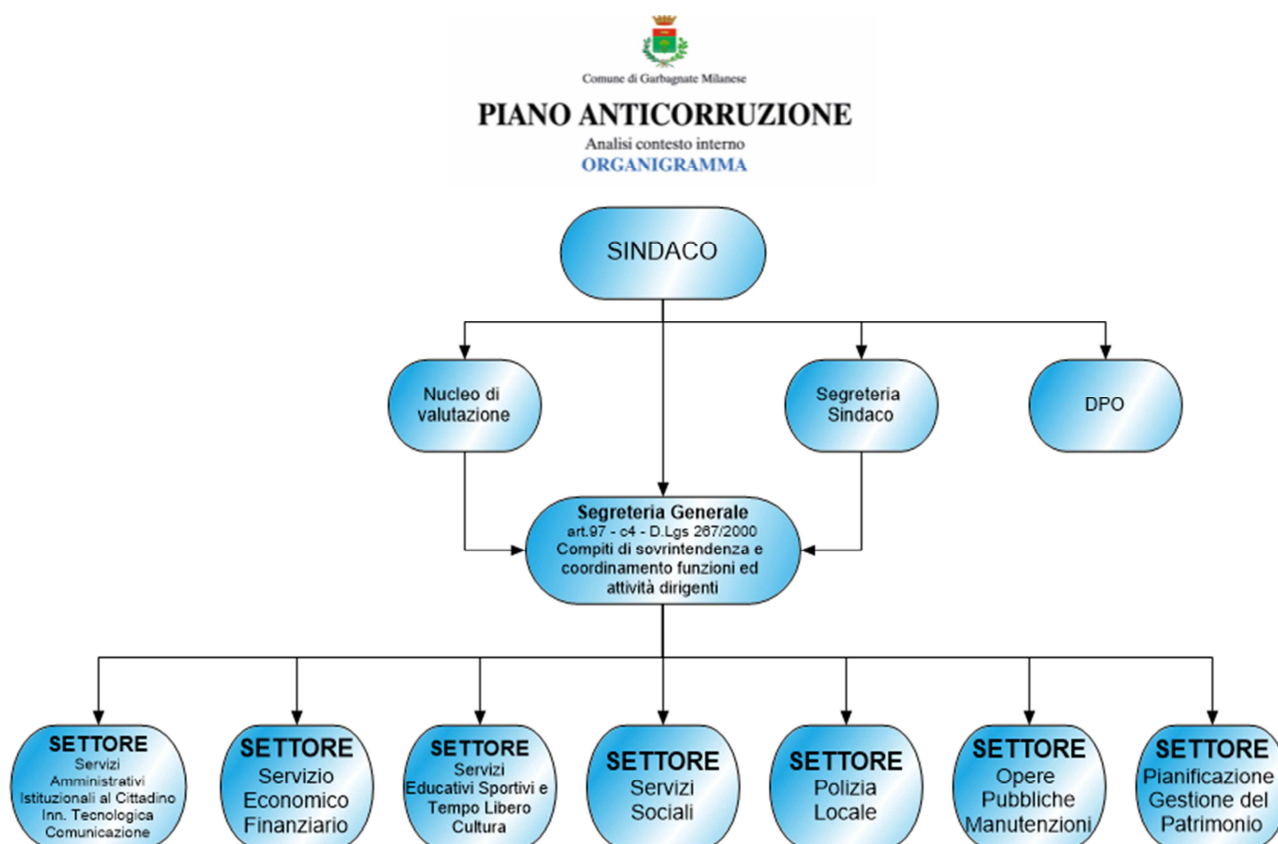 Comune di Garbagnate Milanese
PIANO ANTICORRUZIONE
Analisi contesto interno
ORGANIGRAMMA
SINDACO
Nucleo di
valutazione
Segreteria
Sindaco
DPO
Segreteria Generale
art.97 - c4 - D.Lgs 267/2000
Compiti di sovrintendenza e
coordinamento funzioni ed
attività dirigenti
SETTORE
Servizi
Amministrativi
Istituzionali al Cittadino
Inn. Tecnologica
Comunicazione
SETTORE
Servizio
Economico
Finanziario
SETTORE
Servizi
Educativi Sportivi e
Tempo Libero
Cultura
SETTORE
Servizi
Sociali
SETTORE
Polizia
Locale
SETTORE
Opere
Pubbliche
Manutenzioni
SETTORE
Pianificazione
Gestione del
Patrimonio